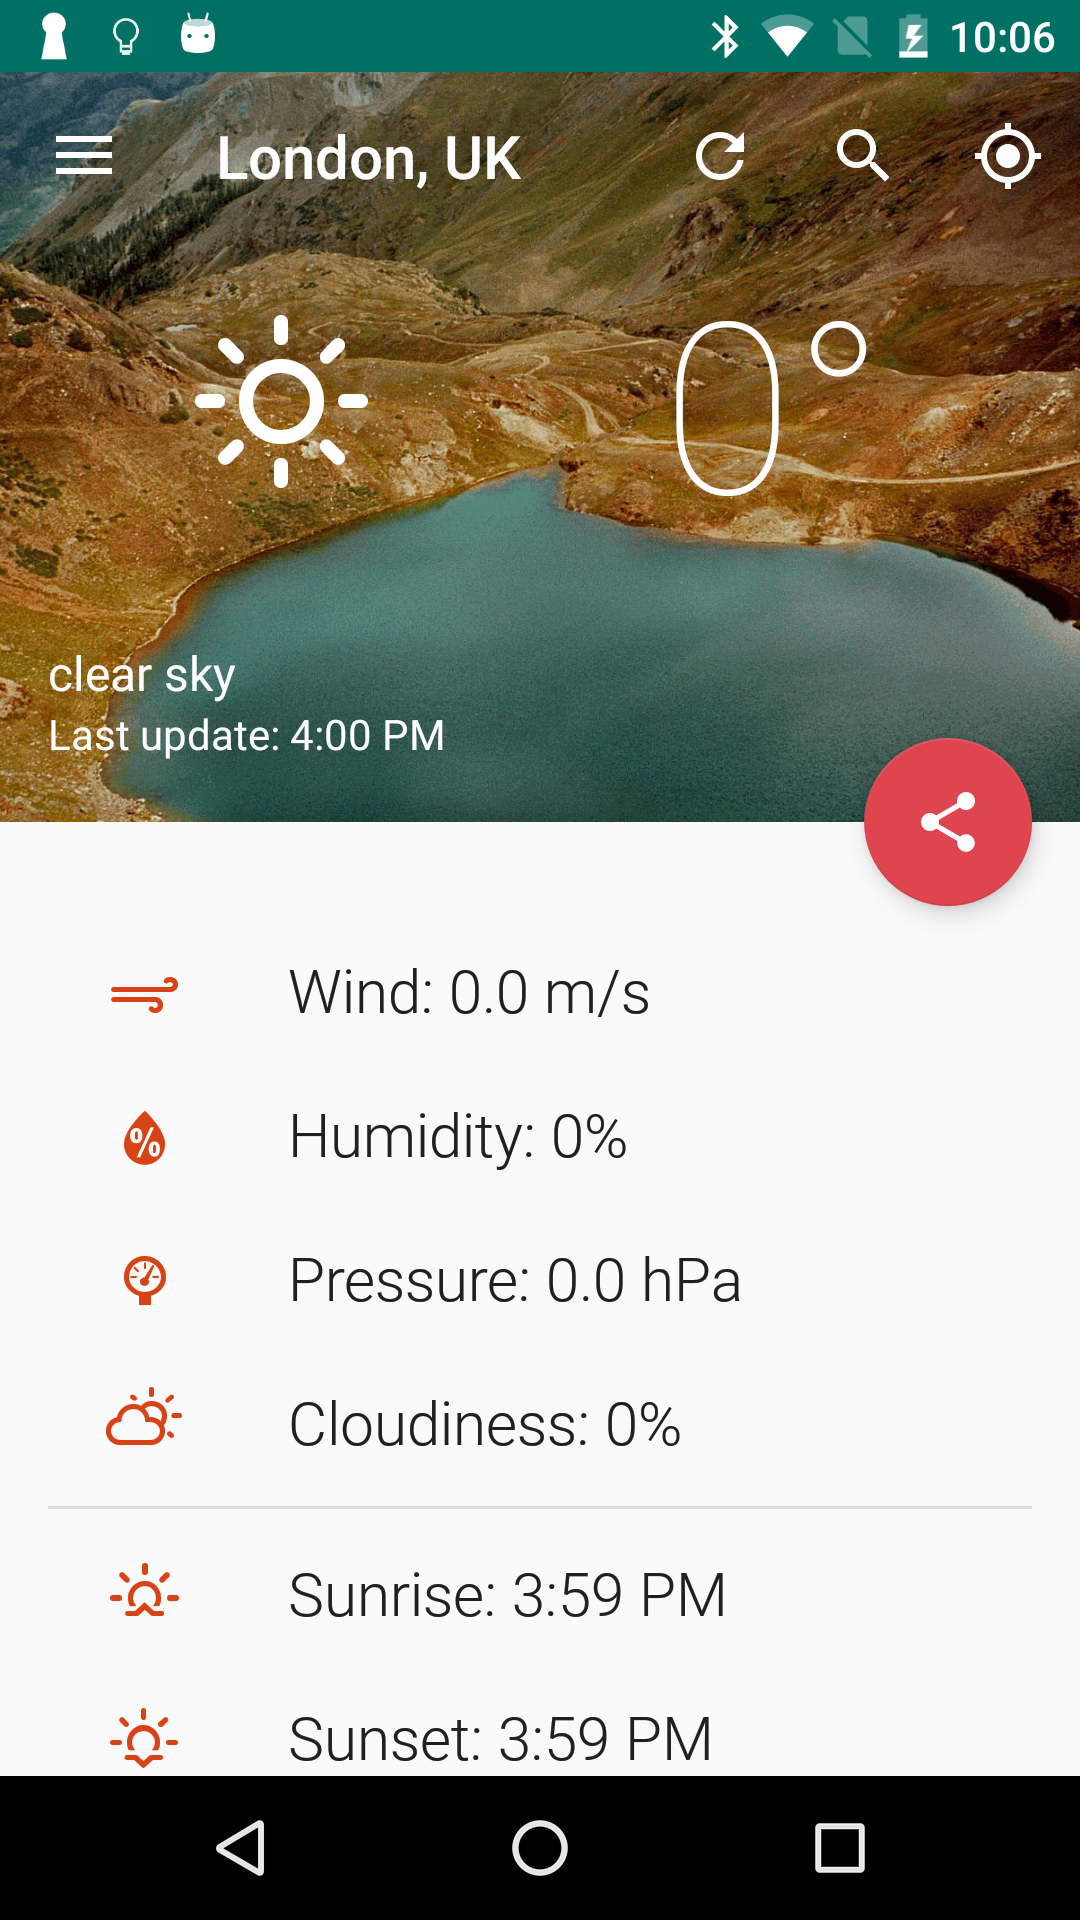 10:06
London, UK
0°
clear sky
Last update: 4:00 PM
Wind: 0.0 m/s
Humidity: 0%
%
Pressure: 0.0 hPa
Cloudiness: 0%
Sunrise: 3:59 PM
Sunset: 3:59 PM